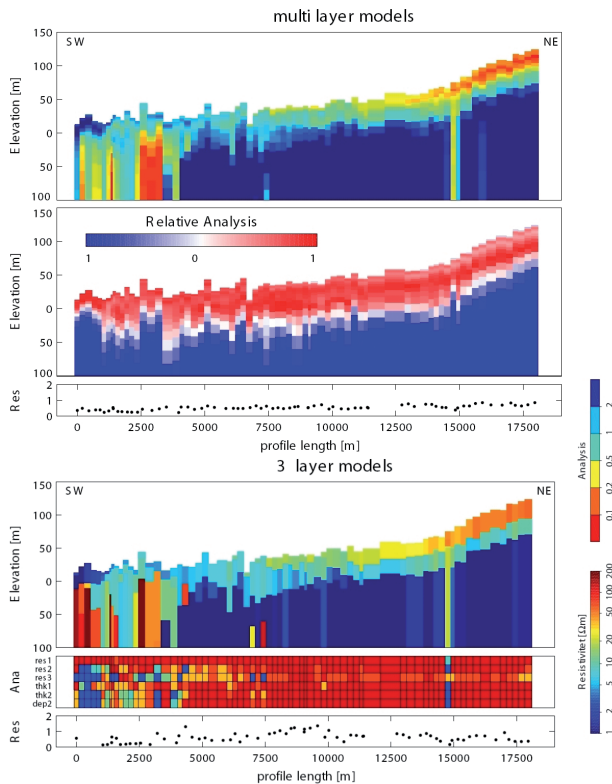 multi layer models
SW NE
150
100
50
0
50
100
Elevation [m]
Relative Analysis
1 0 1
150
100
50
0
50
100
Elevation [m]
2
1
0
Res
0 2500 5000 7500 10000 12500 15000 17500
profile length [m]
3 layer models
SW NE
150
100
50
0
50
100
Elevation [m]
Ana
res1
res2
res3
thk1
thk2
dep2
2
1
0
Res
0 2500 5000 7500 10000 12500 15000 17500
profile length [m]
Analysis
2
1
0.5
0.2
0.1
Resistivitet [Ωm]
200
100
50
20
10
5
2
1
0